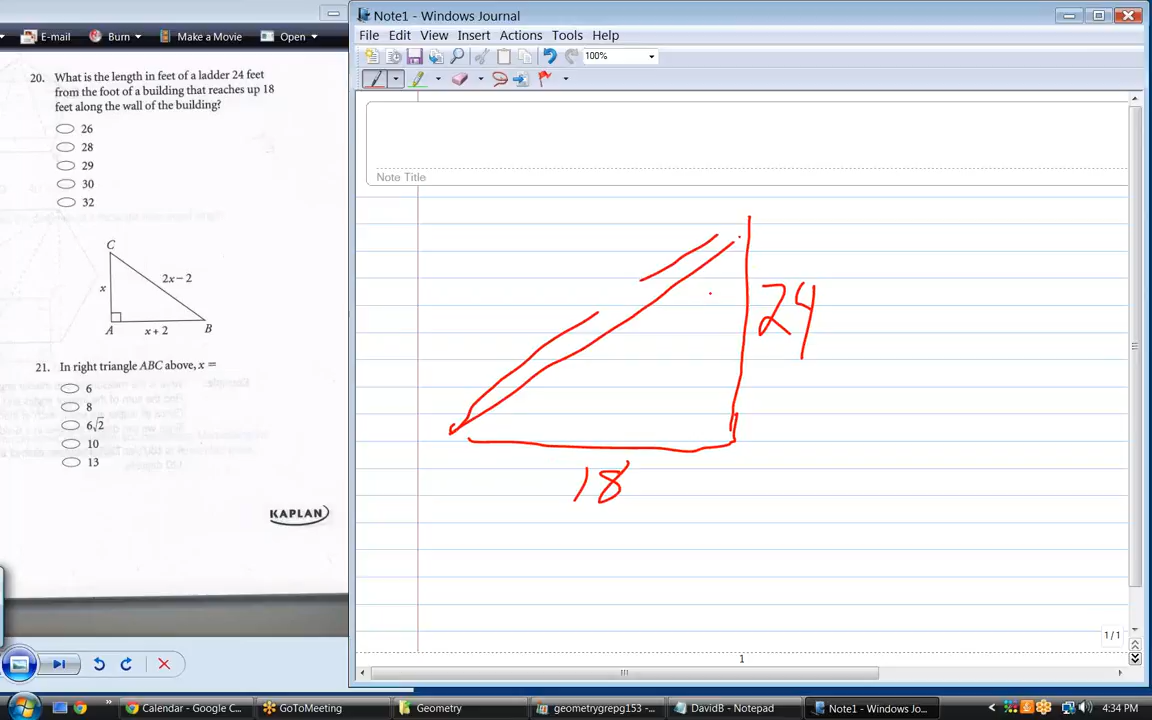 Note1 - Windows Journal
File Edit View Insert Actions Tools Help
E-mail Burn Make a Movie Open
100%
Note Title
20. What is the length in feet of a ladder 24 feet
from the foot of a building that reaches up 18
feet along the wall of the building?
26
28
29
30
32
C
x
2x – 2
A
x + 2
B
21. In right triangle ABC above, x =
6
8
6√2
10
13
KAPLAN
24
18
1 / 1
1
Calendar - Google C...
GoToMeeting
Geometry
geometrygrepg153 -...
DavidB - Notepad
Note1 - Windows Jo...
4:34 PM